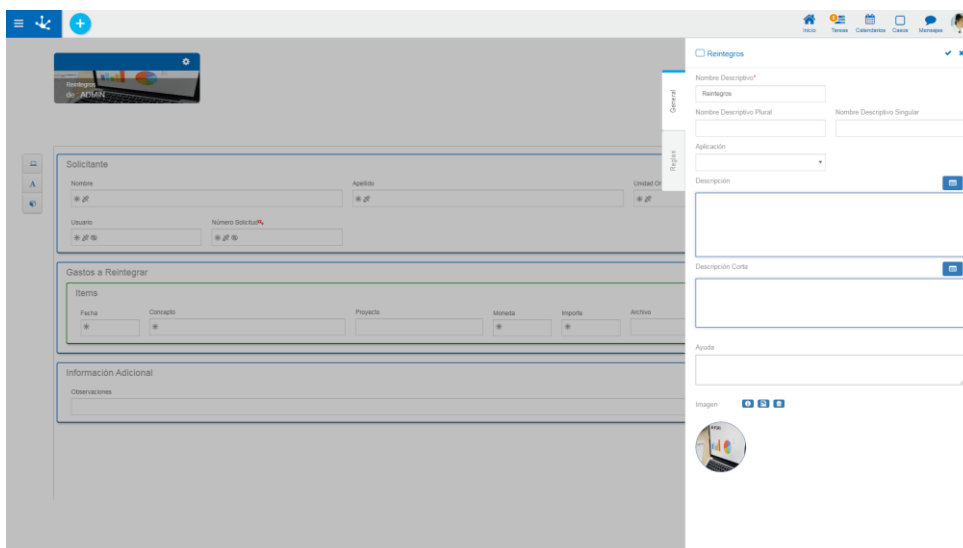 Inicio
Tareas
Calendarios
Casos
Mensajes
Reintegros
de ADMIN
Solicitante
Nombre
Apellido
Usuario
Número Solicitud
Gastos a Reintegrar
Items
Fecha
Concepto
Proyecto
Moneda
Importe
Archivo
Información Adicional
Observaciones
General
Reglas
Reintegros
Nombre Descriptivo*
Reintegros
Nombre Descriptivo Plural
Nombre Descriptivo Singular
Aplicación
Descripción
Descripción Corta
Ayuda
Imagen